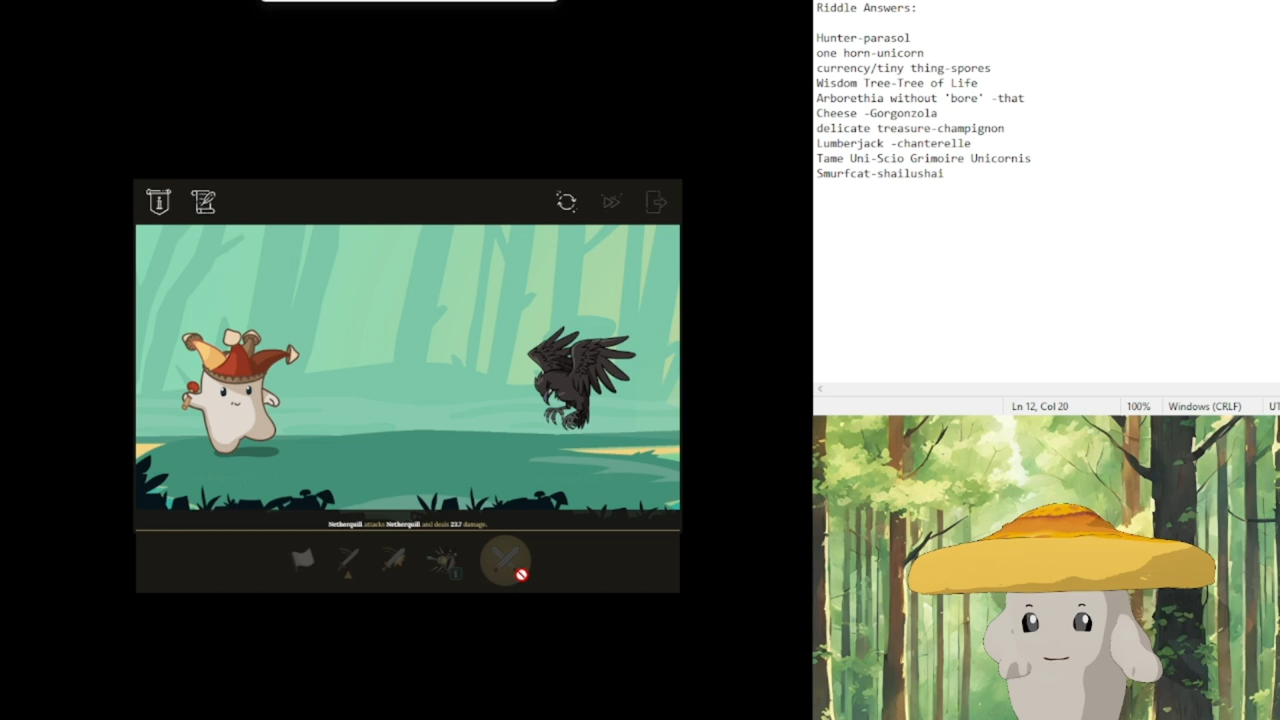 Riddle Answers:
Hunter-parasol
one horn-unicorn
currency/tiny thing-spores
Wisdom Tree-Tree of Life
Arborethia without 'bore' -that
Cheese -Gorgonzola
delicate treasure-champignon
Lumberjack -chanterelle
Tame Uni-Scio Grimoire Unicornis
Smurfcat-shailushai
Ln 12, Col 20
100%
Windows (CRLF)
UT
Netherquill attacks Netherquill and deals 23.7 damage.